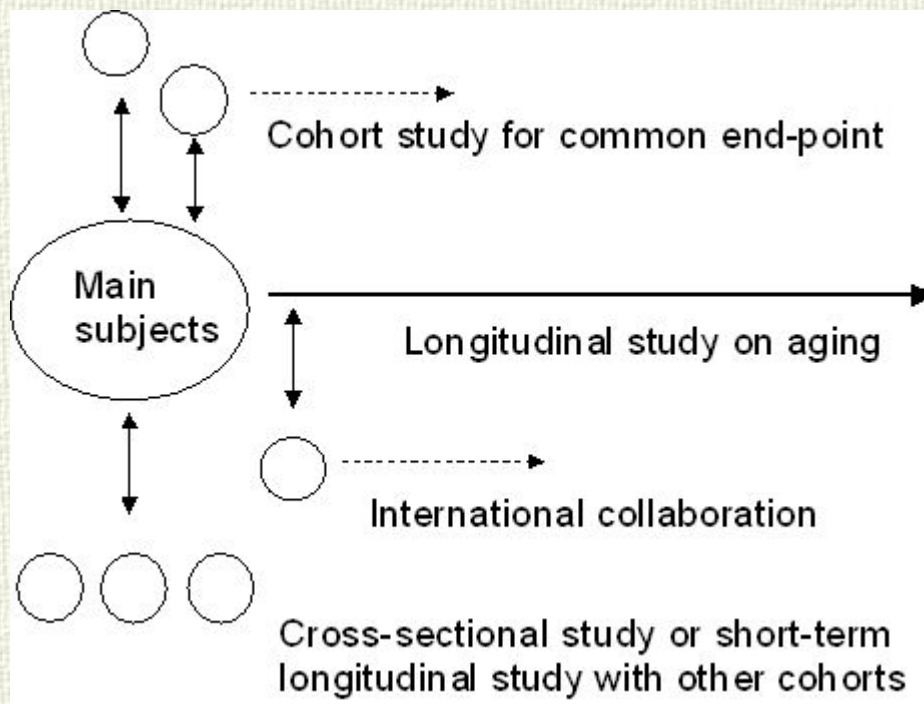 Cohort study for common end-point
Main
subjects
Longitudinal study on aging
International collaboration
Cross-sectional study or short-term
longitudinal study with other cohorts